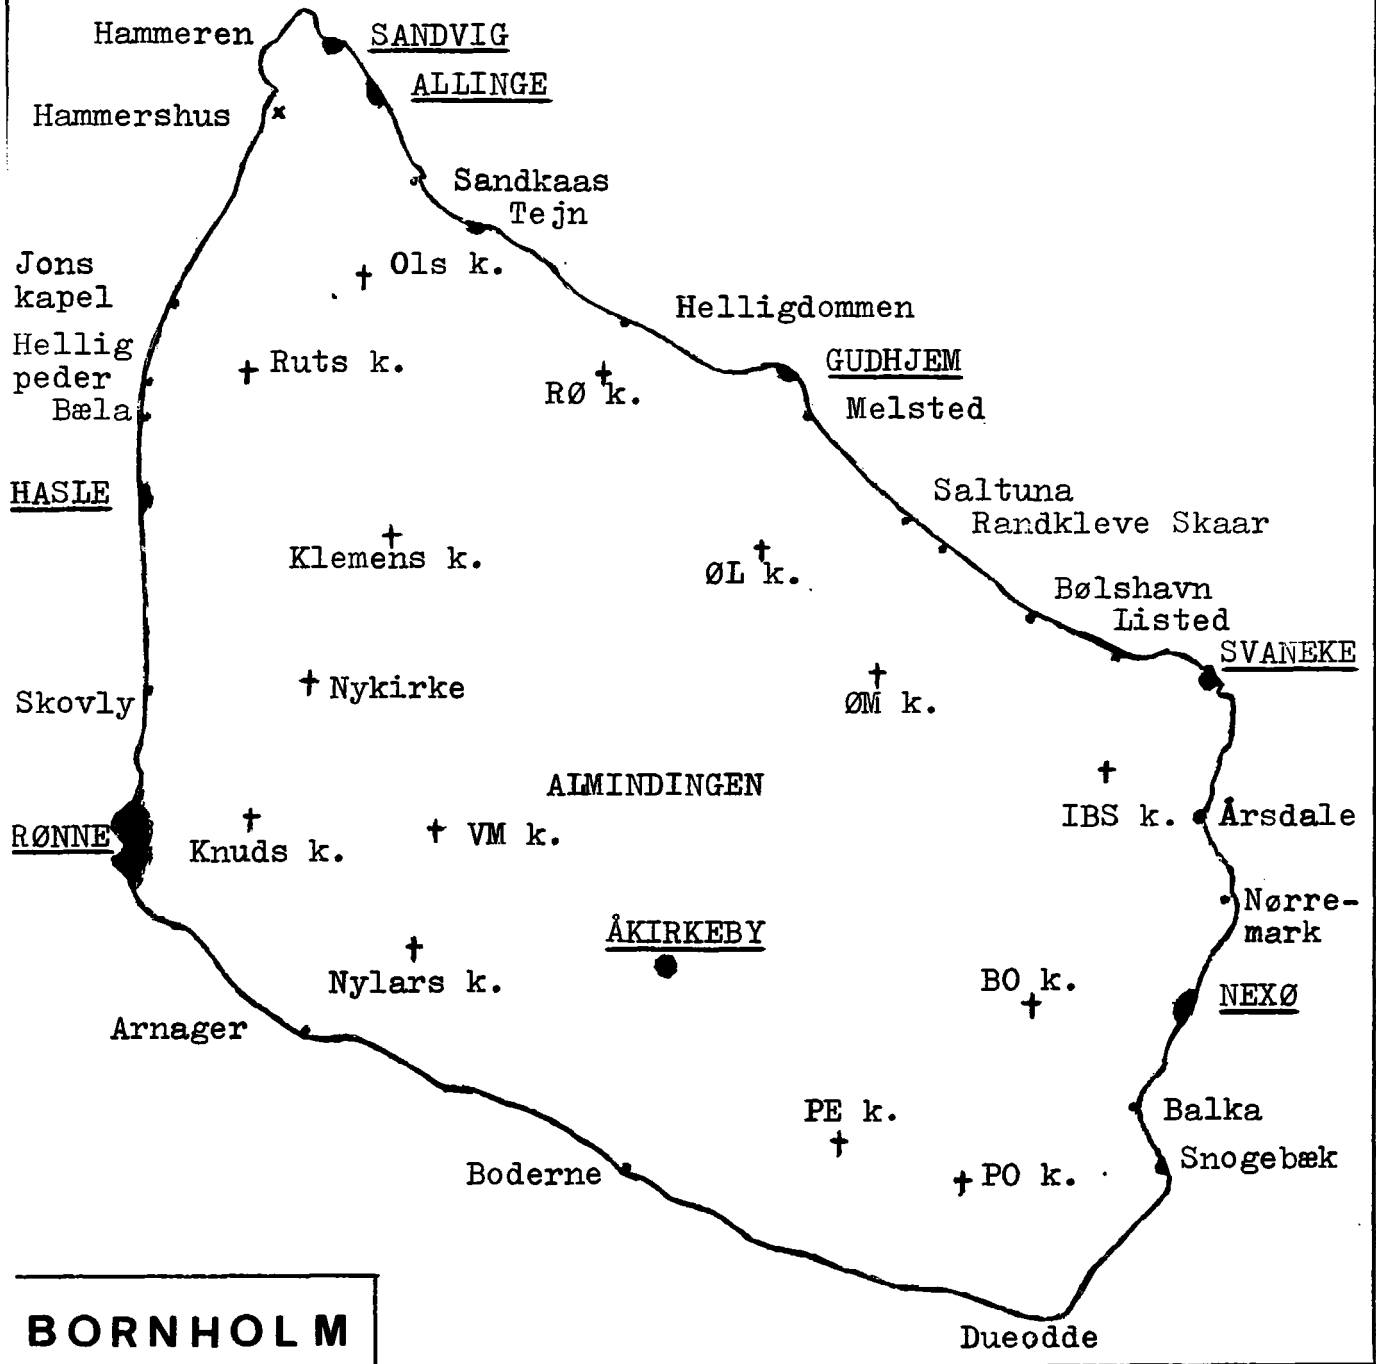 Hammeren
SANDVIG
ALLINGE
Hammershus
Sandkaas
Tejn
Jons
kapel
Ols k.
Helligdommen
Hellig
peder
Bæla
Ruts k.
RØ k.
GUDHJEM
Melsted
HASLE
Saltuna
Randkleve Skaar
Klemens k.
ØL k.
Bølshavn
Listed
SVANEKE
Skovly
Nykirke
ØM k.
ALMINDINGEN
IBS k.
Årsdale
RØNNE
Knuds k.
VM k.
Nørre-
mark
ÅKIRKEBY
Nylars k.
BO k.
NEXØ
Arnager
PE k.
Balka
Boderne
PO k.
Snogebæk
BORNHOLM
Dueodde